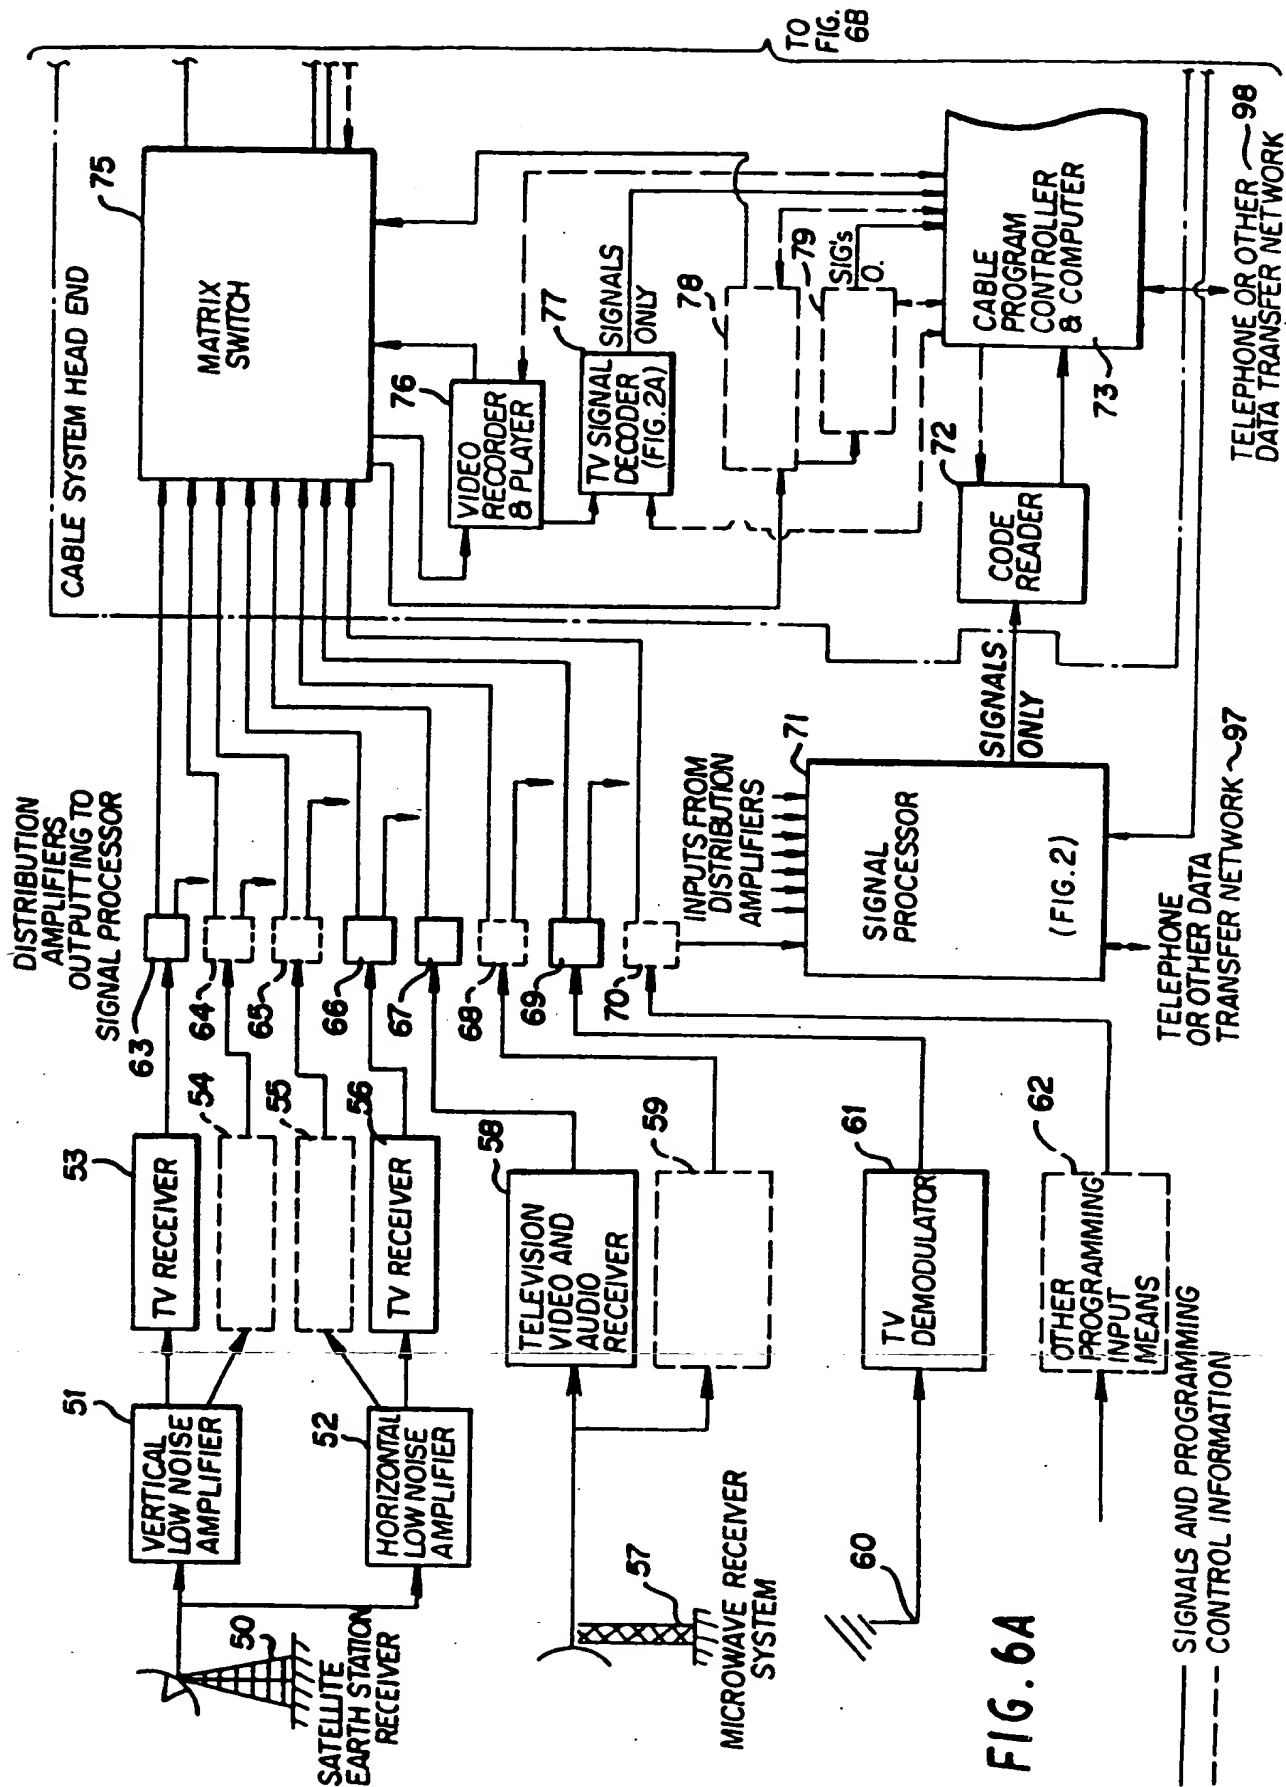 CABLE SYSTEM HEAD END
75
MATRIX
SWITCH
TO
FIG.
6B
DISTRIBUTION
AMPLIFIERS
OUTPUTTING TO
SIGNAL PROCESSOR
63
64
65
66
67
68
69
70
76
VIDEO
RECORDER
& PLAYER
77
TV SIGNAL
DECODER
(FIG. 2A)
SIGNALS
ONLY
78
79
SIG's
O.
72
CODE
READER
CABLE
PROGRAM
CONTROLLER
& COMPUTER
73
TELEPHONE OR OTHER
DATA TRANSFER NETWORK
98
INPUTS FROM
DISTRIBUTION
AMPLIFIERS
71
SIGNAL
PROCESSOR
(FIG. 2)
SIGNALS
ONLY
TELEPHONE
OR OTHER DATA
TRANSFER NETWORK
97
51
VERTICAL
LOW NOISE
AMPLIFIER
52
HORIZONTAL
LOW NOISE
AMPLIFIER
53
TV RECEIVER
54
55
56
TV RECEIVER
50
SATELLITE
EARTH STATION
RECEIVER
58
TELEVISION
VIDEO AND
AUDIO
RECEIVER
59
57
MICROWAVE RECEIVER
SYSTEM
61
TV
DEMODULATOR
60
62
OTHER
PROGRAMMING
INPUT
MEANS
FIG. 6A
SIGNALS AND PROGRAMMING
CONTROL INFORMATION